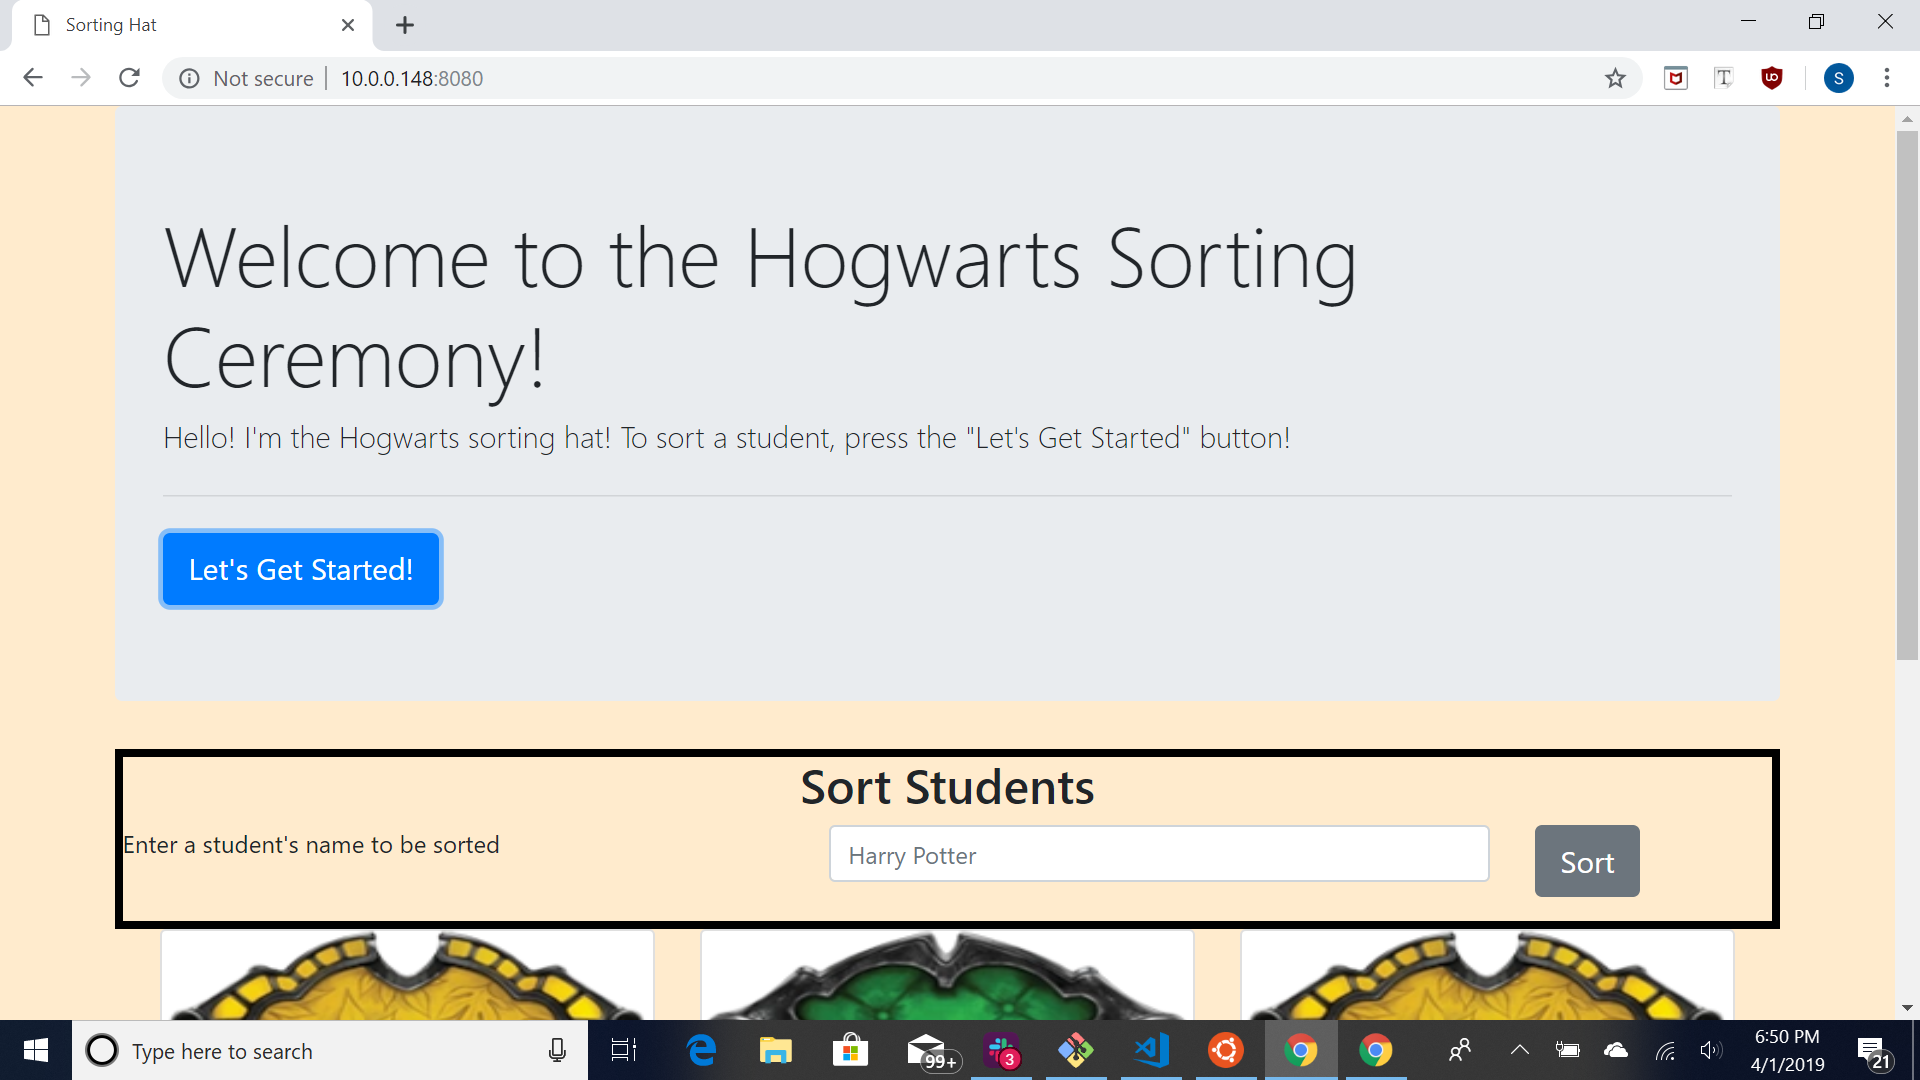 Sorting Hat
Not secure | 10.0.0.148:8080
S
Welcome to the Hogwarts Sorting
Ceremony!
Hello! I'm the Hogwarts sorting hat! To sort a student, press the "Let's Get Started" button!
Let's Get Started!
Sort Students
Enter a student's name to be sorted
Harry Potter
Sort
Type here to search
99+
3
6:50 PM
4/1/2019
21